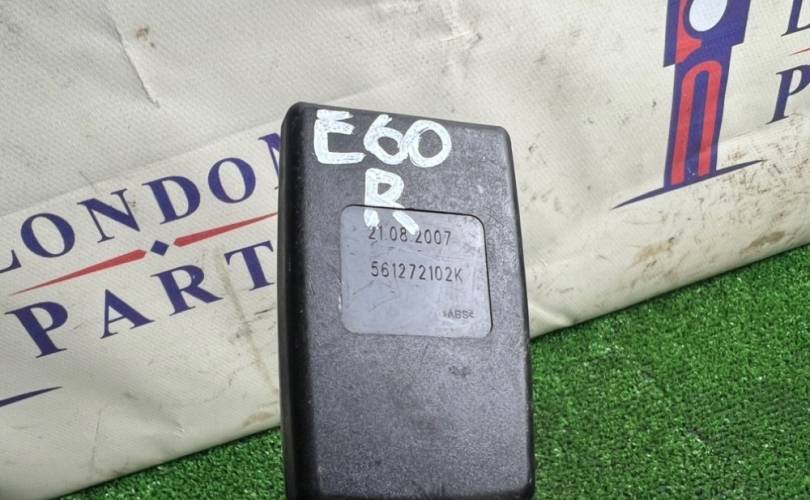 LONDON
PART
E60
R
21.08.2007
561272102K
>ABS<
P